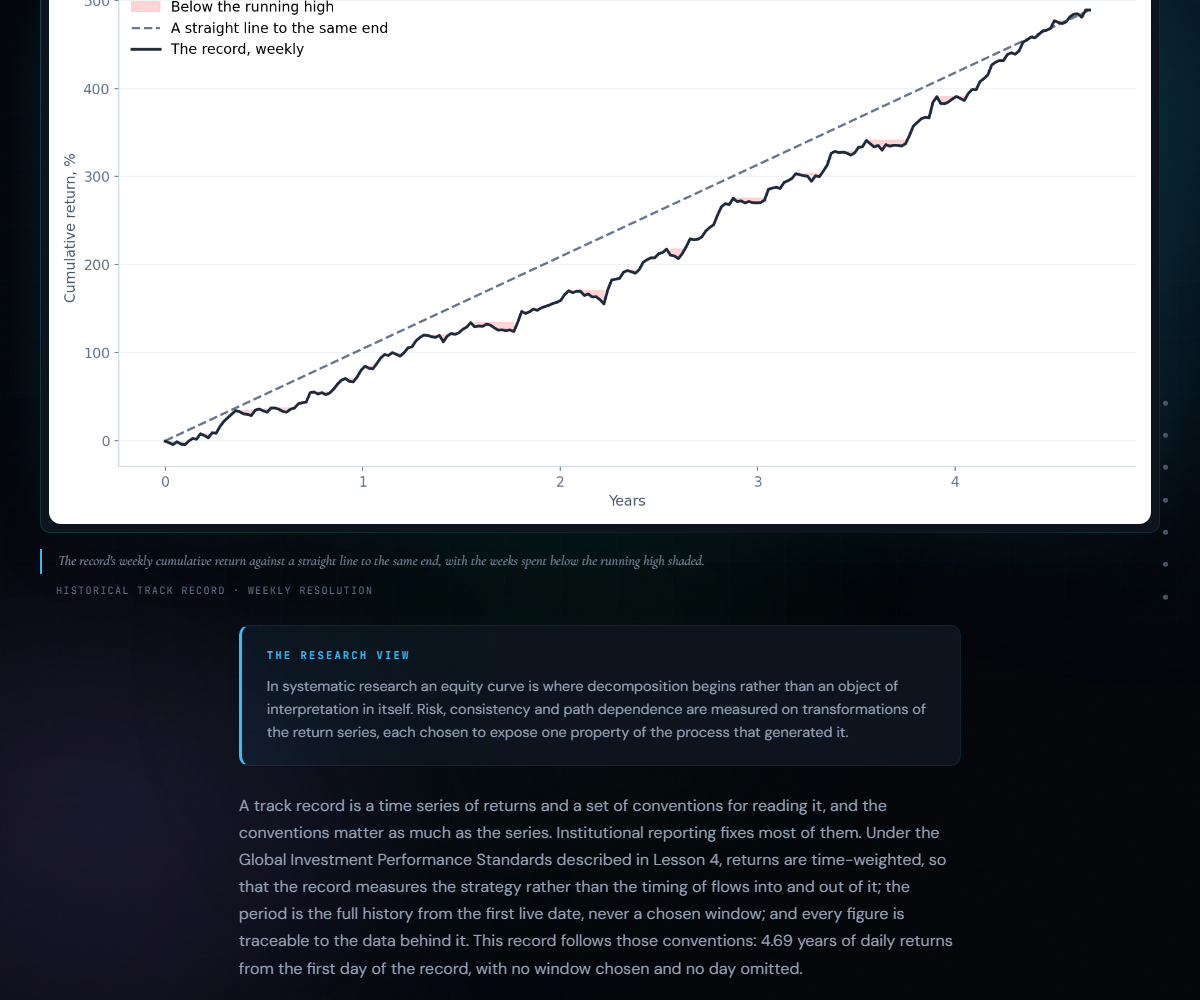 500
Below the running high
A straight line to the same end
The record, weekly
400
300
200
100
0
Cumulative return, %
0 1 2 3 4
Years
The record's weekly cumulative return against a straight line to the same end, with the weeks spent below the running high shaded.
HISTORICAL TRACK RECORD · WEEKLY RESOLUTION
THE RESEARCH VIEW
In systematic research an equity curve is where decomposition begins rather than an object of
interpretation in itself. Risk, consistency and path dependence are measured on transformations of
the return series, each chosen to expose one property of the process that generated it.
A track record is a time series of returns and a set of conventions for reading it, and the
conventions matter as much as the series. Institutional reporting fixes most of them. Under the
Global Investment Performance Standards described in Lesson 4, returns are time-weighted, so
that the record measures the strategy rather than the timing of flows into and out of it; the
period is the full history from the first live date, never a chosen window; and every figure is
traceable to the data behind it. This record follows those conventions: 4.69 years of daily returns
from the first day of the record, with no window chosen and no day omitted.